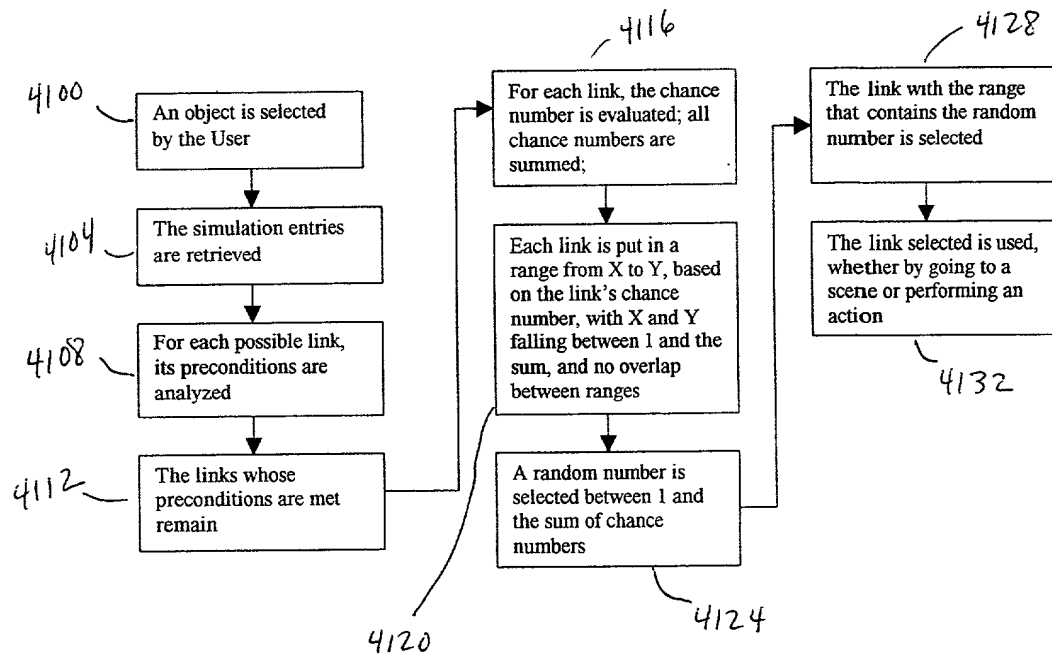 4100
An object is selected
by the User
4104
The simulation entries
are retrieved
4108
For each possible link,
its preconditions are
analyzed
4112
The links whose
preconditions are met
remain
4116
For each link, the chance
number is evaluated; all
chance numbers are
summed;
Each link is put in a
range from X to Y, based
on the link's chance
number, with X and Y
falling between 1 and the
sum, and no overlap
between ranges
4120
A random number is
selected between 1 and
the sum of chance
numbers
4124
4128
The link with the range
that contains the random
number is selected
The link selected is used,
whether by going to a
scene or performing an
action
4132